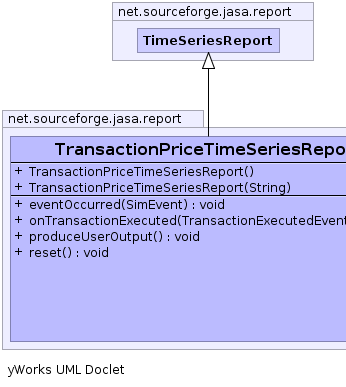 net.sourceforge.jasa.report
TimeSeriesReport
net.sourceforge.jasa.report
TransactionPriceTimeSeriesRepo
+ TransactionPriceTimeSeriesReport()
+ TransactionPriceTimeSeriesReport(String)
+ eventOccurred(SimEvent) : void
+ onTransactionExecuted(TransactionExecutedEvent
+ produceUserOutput() : void
+ reset() : void
yWorks UML Doclet